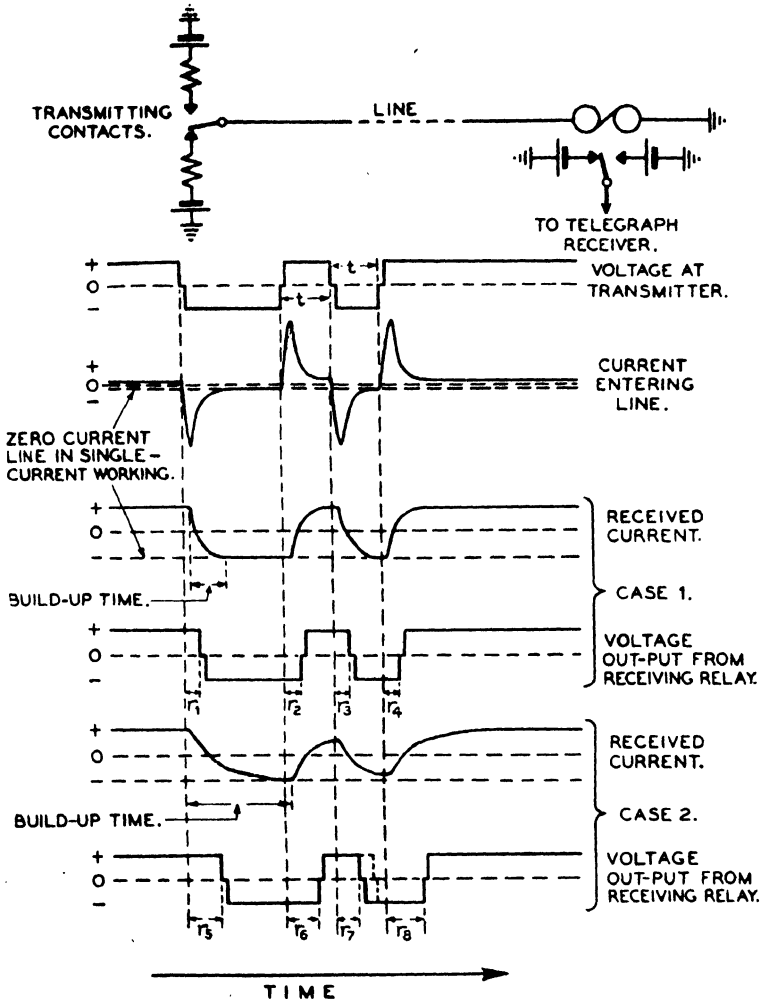 TRANSMITTING
CONTACTS.
LINE
TO TELEGRAPH
RECEIVER.
+
O
−
t
t
VOLTAGE AT
TRANSMITTER.
+
O
−
CURRENT
ENTERING
LINE.
ZERO CURRENT
LINE IN SINGLE–
CURRENT WORKING.
+
O
−
RECEIVED
CURRENT.
BUILD-UP TIME.
CASE 1.
+
O
−
VOLTAGE
OUT-PUT FROM
RECEIVING RELAY.
r1
r2
r3
r4
+
O
−
RECEIVED
CURRENT.
BUILD-UP TIME.
CASE 2.
+
O
−
VOLTAGE
OUT-PUT FROM
RECEIVING RELAY.
r5
r6
r7
r8
TIME